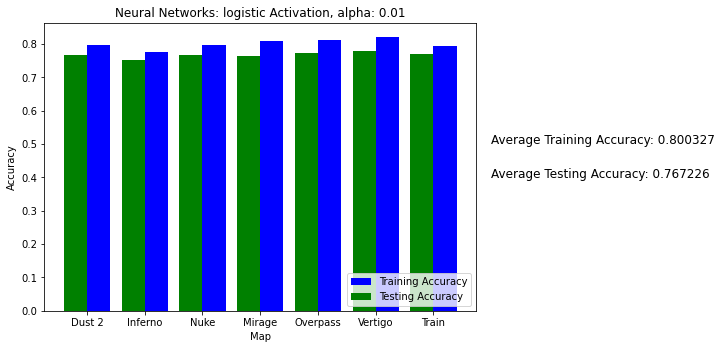 Neural Networks: logistic Activation, alpha: 0.01
Accuracy
0.8
0.7
0.6
0.5
0.4
0.3
0.2
0.1
0.0
Dust 2 Inferno Nuke Mirage Overpass Vertigo Train
Map
Training Accuracy
Testing Accuracy
Average Training Accuracy: 0.800327
Average Testing Accuracy: 0.767226